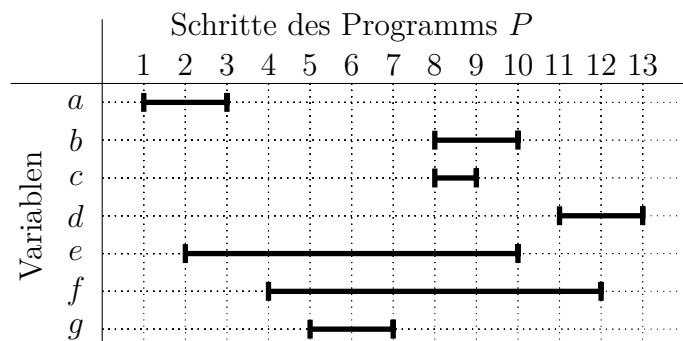 Schritte des Programms P
1 2 3 4 5 6 7 8 9 10 11 12 13
Variablen
a
b
c
d
e
f
g